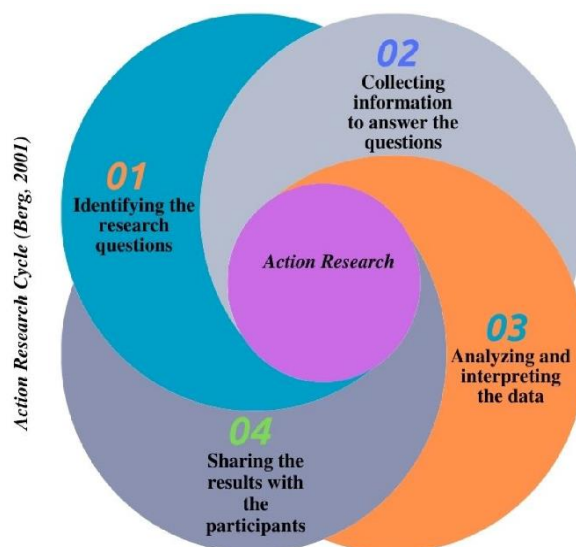 Action Research Cycle (Berg, 2001)
01
Identifying the
research
questions
02
Collecting
information
to answer the
questions
Action Research
03
Analyzing and
interpreting
the data
04
Sharing the
results with
the
participants